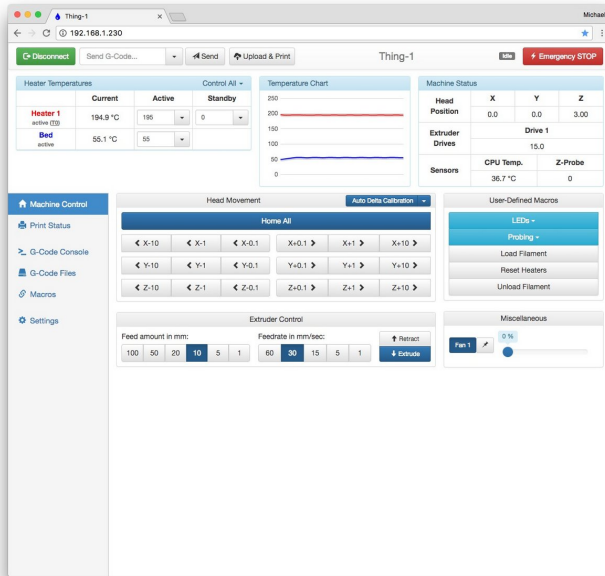 Thing-1
Michael
192.168.1.230
Disconnect Send G-Code... Send Upload & Print Thing-1 Idle Emergency STOP
Heater Temperatures Control All
Current Active Standby
Heater 1
active (T0)
194.9 °C 195 0
Bed
active
55.1 °C 55
Temperature Chart
250
200
150
100
50
0
Machine Status
Head Position
X Y Z
0.0 0.0 3.00
Extruder Drives
Drive 1
15.0
Sensors
CPU Temp. Z-Probe
36.7 °C 0
Machine Control
Print Status
G-Code Console
G-Code Files
Macros
Settings
Head Movement Auto Delta Calibration
Home All
X-10 X-1 X-0.1 X+0.1 X+1 X+10
Y-10 Y-1 Y-0.1 Y+0.1 Y+1 Y+10
Z-10 Z-1 Z-0.1 Z+0.1 Z+1 Z+10
User-Defined Macros
LEDs
Probing
Load Filament
Reset Heaters
Unload Filament
Extruder Control
Feed amount in mm: Feedrate in mm/sec:
100 50 20 10 5 1 60 30 15 5 1
Retract
Extrude
Miscellaneous
Fan 1 0 %